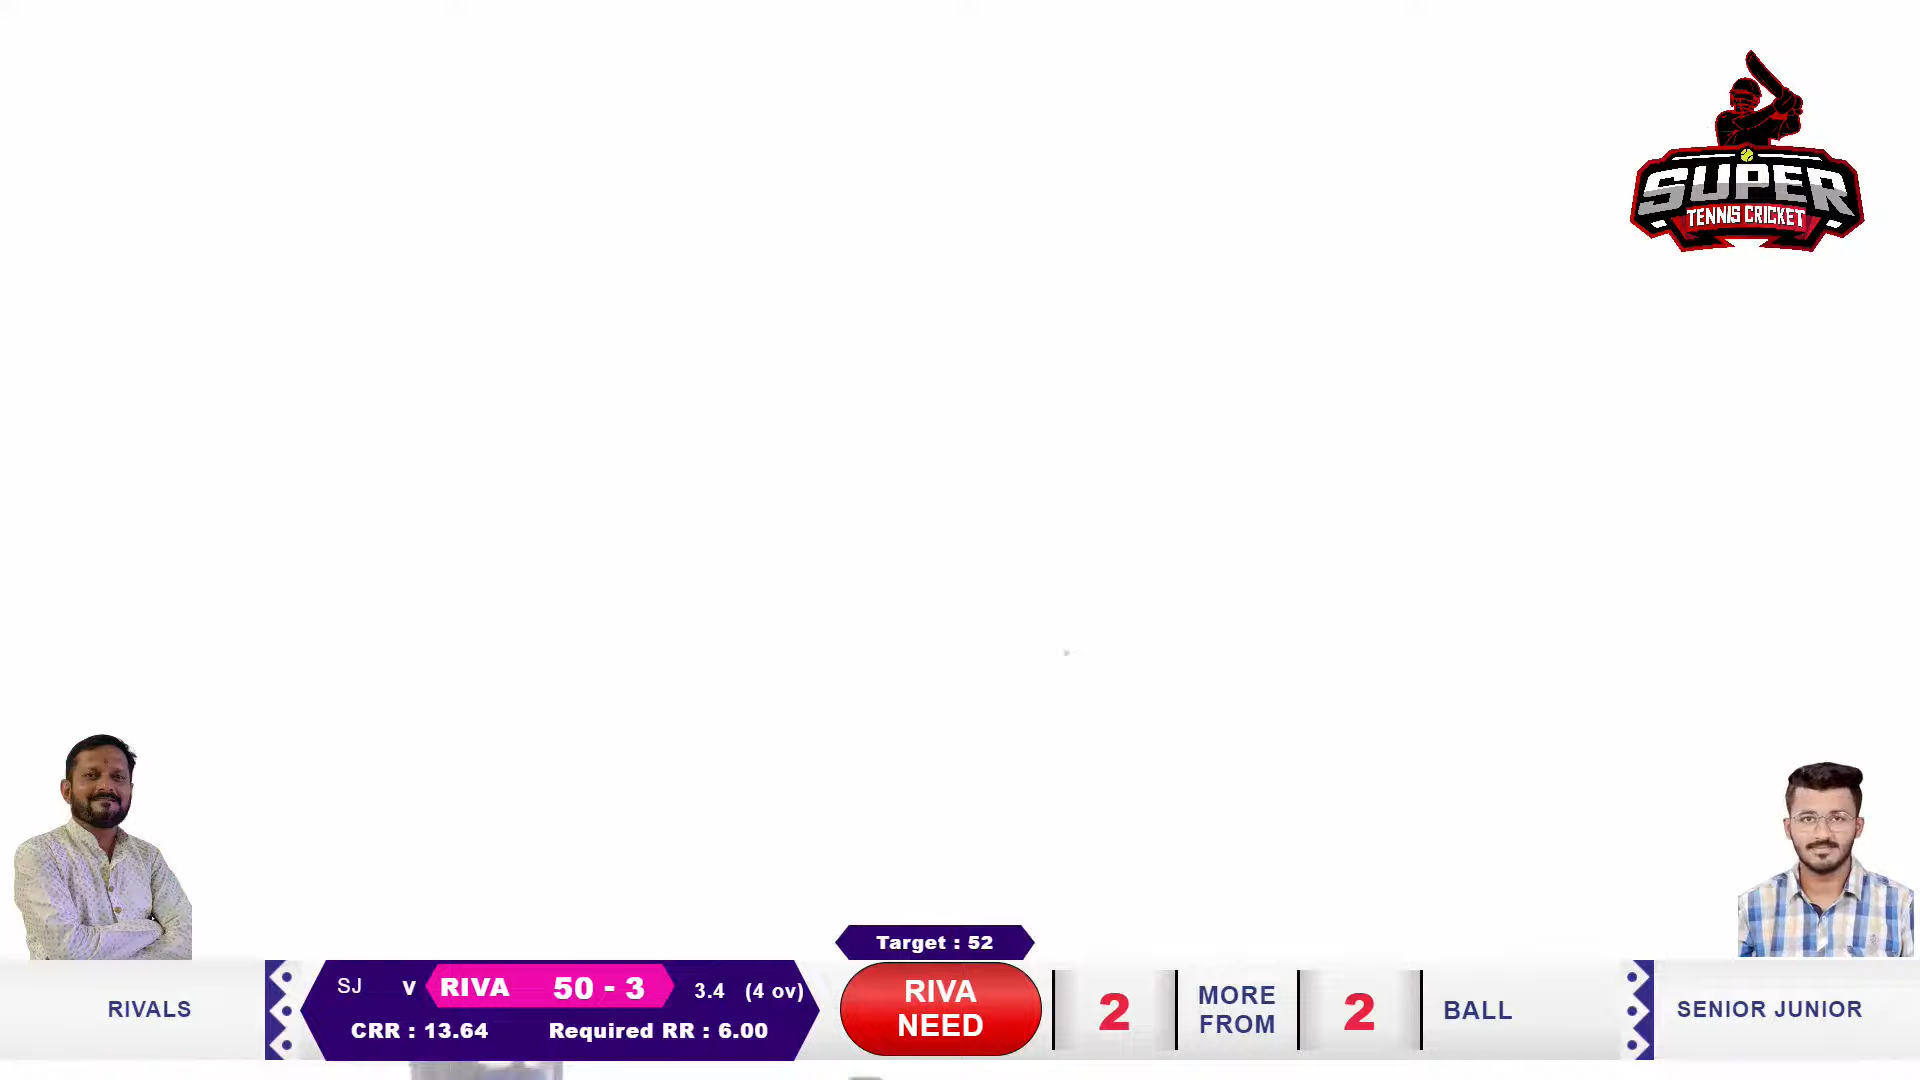 SUPER
TENNIS CRICKET
Target : 52
RIVALS
SJ v RIVA 50 - 3 3.4 (4 ov)
CRR : 13.64 Required RR : 6.00
RIVA
NEED
2
MORE
FROM
2
BALL
SENIOR JUNIOR